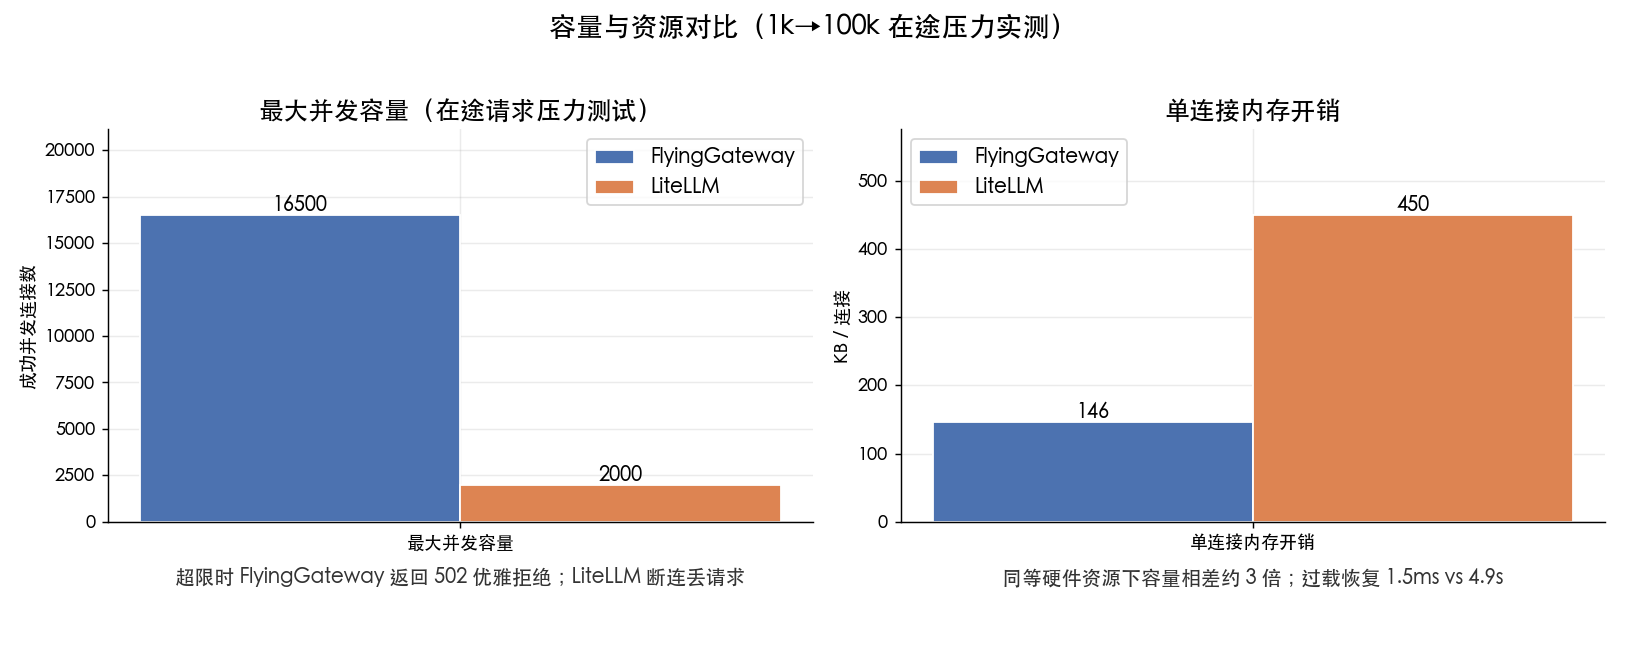 容量与资源对比（1k→100k 在途压力实测）
最大并发容量（在途请求压力测试）
成功并发连接数
20000
17500
15000
12500
10000
7500
5000
2500
0
FlyingGateway
LiteLLM
16500
2000
最大并发容量
超限时 FlyingGateway 返回 502 优雅拒绝；LiteLLM 断连丢请求
单连接内存开销
KB / 连接
500
400
300
200
100
0
FlyingGateway
LiteLLM
146
450
单连接内存开销
同等硬件资源下容量相差约 3 倍；过载恢复 1.5ms vs 4.9s